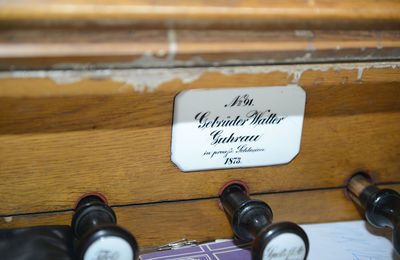 No 91.
Gebrüder Walter
Guhrau
in preuß. Schlesien
1873.